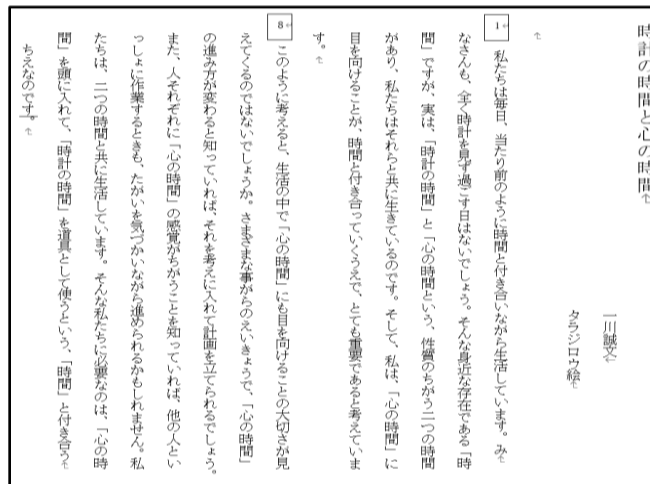 時計の時間と心の時間
一川誠文
タラジロウ絵
1
私たちは毎日、当たり前のように時間と付き合いながら生活しています。み
なさんも、全く時計を見ず過ごす日はないでしょう。そんな身近な存在である「時
間」ですが、実は、「時計の時間」と「心の時間という、性質のちがう二つの時間
があり、私たちはそれらと共に生きているのです。そして、私は、「心の時間」に
目を向けることが、時間と付き合っていくうえで、とても重要であると考えていま
す。
8
このように考えると、生活の中で「心の時間」にも目を向けることの大切さが見
えてくるのではないでしょうか。さまざまな事がらのえいきょうで、「心の時間」
の進み方が変わると知っていれば、それを考えに入れて計画を立てられるでしょう。
また、人それぞれに「心の時間」の感覚がちがうことを知っていれば、他の人とい
っしょに作業するときも、たがいを気づかいながら進められるかもしれません。私
たちは、二つの時間と共に生活しています。そんな私たちに必要なのは、「心の時
間」を頭に入れて、「時計の時間」を道具として使うという、「時間」と付き合う
ちえなのです。